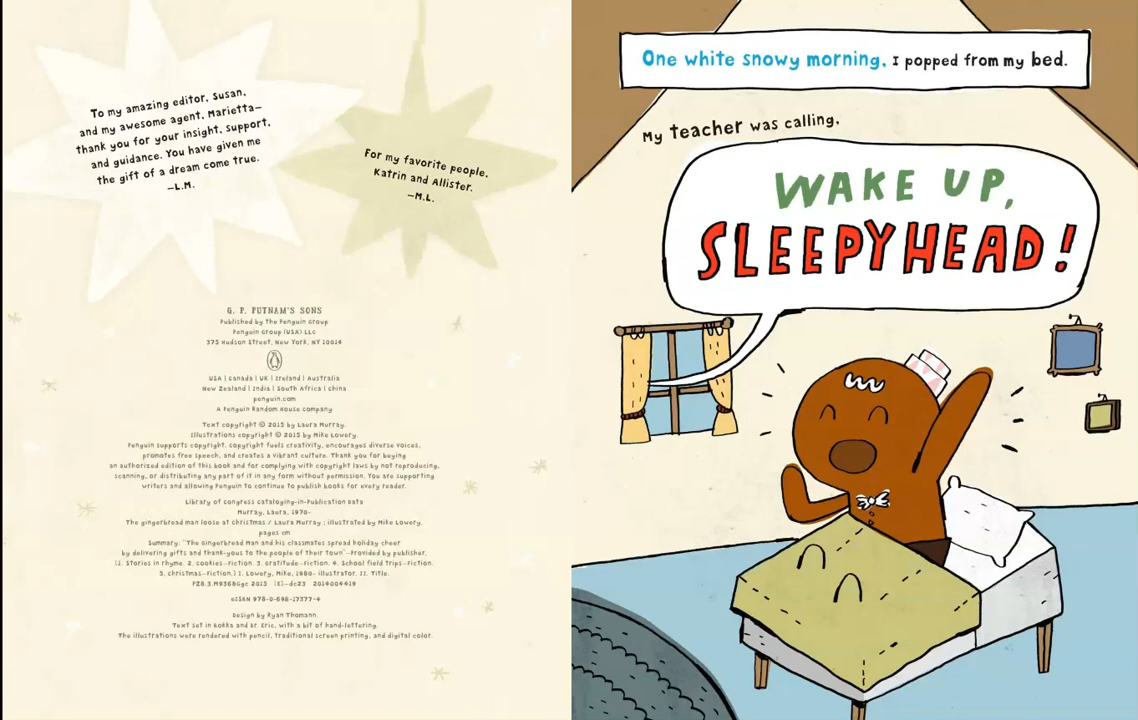 To my amazing editor, Susan,
and my awesome agent, Marietta—
thank you for your insight, support,
and guidance. You have given me
the gift of a dream come true.
—L.M.
For my favorite people,
Katrin and Allister.
—M.L.
G. P. PUTNAM'S SONS
Published by The Penguin Group
Penguin Group (USA) LLC
375 Hudson Street, New York, NY 10014
USA | Canada | UK | Ireland | Australia
New Zealand | India | South Africa | China
penguin.com
A Penguin Random House Company
Text copyright © 2015 by Laura Murray.
Illustrations copyright © 2015 by Mike Lowery.
Penguin supports copyright. Copyright fuels creativity, encourages diverse voices,
promotes free speech, and creates a vibrant culture. Thank you for buying
an authorized edition of this book and for complying with copyright laws by not reproducing,
scanning, or distributing any part of it in any form without permission. You are supporting
writers and allowing Penguin to continue to publish books for every reader.
Library of Congress Cataloging-in-Publication Data
Murray, Laura, 1970–
The gingerbread man loose at Christmas / Laura Murray ; illustrated by Mike Lowery.
pages cm
Summary: "The Gingerbread Man and his classmates spread holiday cheer
by delivering gifts and thank-yous to the people of their town"—Provided by publisher.
[1. Stories in rhyme. 2. Cookies—Fiction. 3. Gratitude—Fiction. 4. School field trips—Fiction.
5. Christmas—Fiction.] I. Lowery, Mike, 1980– illustrator. II. Title.
PZ8.3.M9368Ggc 2015 [E]—dc23 2014004419
eISBN 978-0-698-17377-4
Design by Ryan Thomann.
Text set in Kokka and Dr. Eric, with a bit of hand-lettering.
The illustrations were rendered with pencil, traditional screen printing, and digital color.
One white snowy morning, I popped from my bed.
My teacher was calling,
WAKE UP,
SLEEPYHEAD!